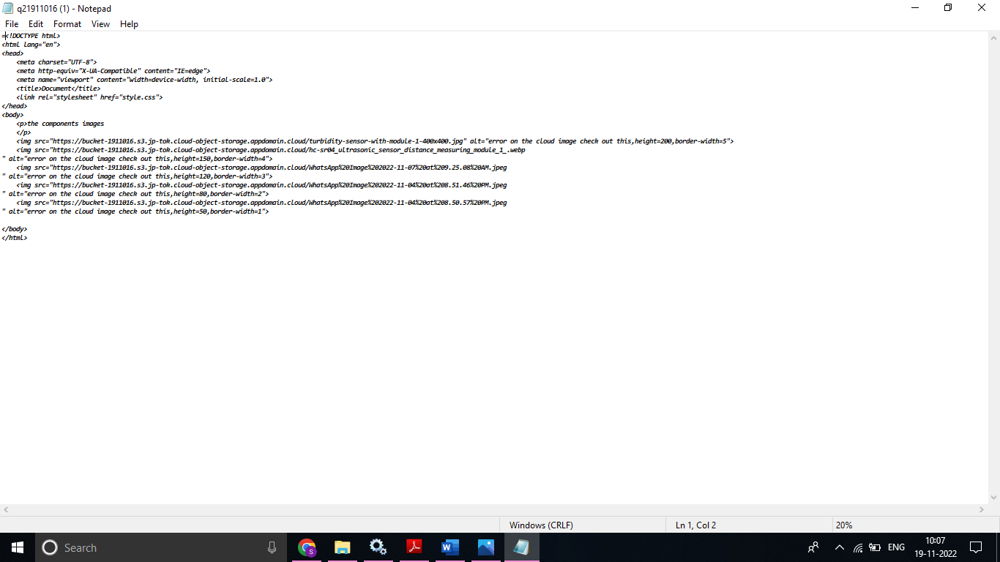 q21911016 (1) - Notepad
File Edit Format View Help
=<!DOCTYPE html>
<html lang="en">
<head>
    <meta charset="UTF-8">
    <meta http-equiv="X-UA-Compatible" content="IE=edge">
    <meta name="viewport" content="width=device-width, initial-scale=1.0">
    <title>Document</title>
    <link rel="stylesheet" href="style.css">
</head>
<body>
    <p>the components images
    </p>
    <img src="https://bucket-1911016.s3.jp-tok.cloud-object-storage.appdomain.cloud/turbidity-sensor-with-module-1-400x400.jpg" alt="error on the cloud image check out this,height=200,border-width=5">
    <img src="https://bucket-1911016.s3.jp-tok.cloud-object-storage.appdomain.cloud/hc-sr04_ultrasonic_sensor_distance_measuring_module_1_.webp
" alt="error on the cloud image check out this,height=150,border-width=4">
    <img src="https://bucket-1911016.s3.jp-tok.cloud-object-storage.appdomain.cloud/WhatsApp%20Image%202022-11-07%20at%209.25.08%20AM.jpeg
" alt="error on the cloud image check out this,height=120,border-width=3">
    <img src="https://bucket-1911016.s3.jp-tok.cloud-object-storage.appdomain.cloud/WhatsApp%20Image%202022-11-04%20at%208.51.46%20PM.jpeg
" alt="error on the cloud image check out this,height=80,border-width=2">
    <img src="https://bucket-1911016.s3.jp-tok.cloud-object-storage.appdomain.cloud/WhatsApp%20Image%202022-11-04%20at%208.50.57%20PM.jpeg
" alt="error on the cloud image check out this,height=50,border-width=1">
</body>
</html>
Windows (CRLF) Ln 1, Col 2 20%
Search S W ENG 10:07
19-11-2022